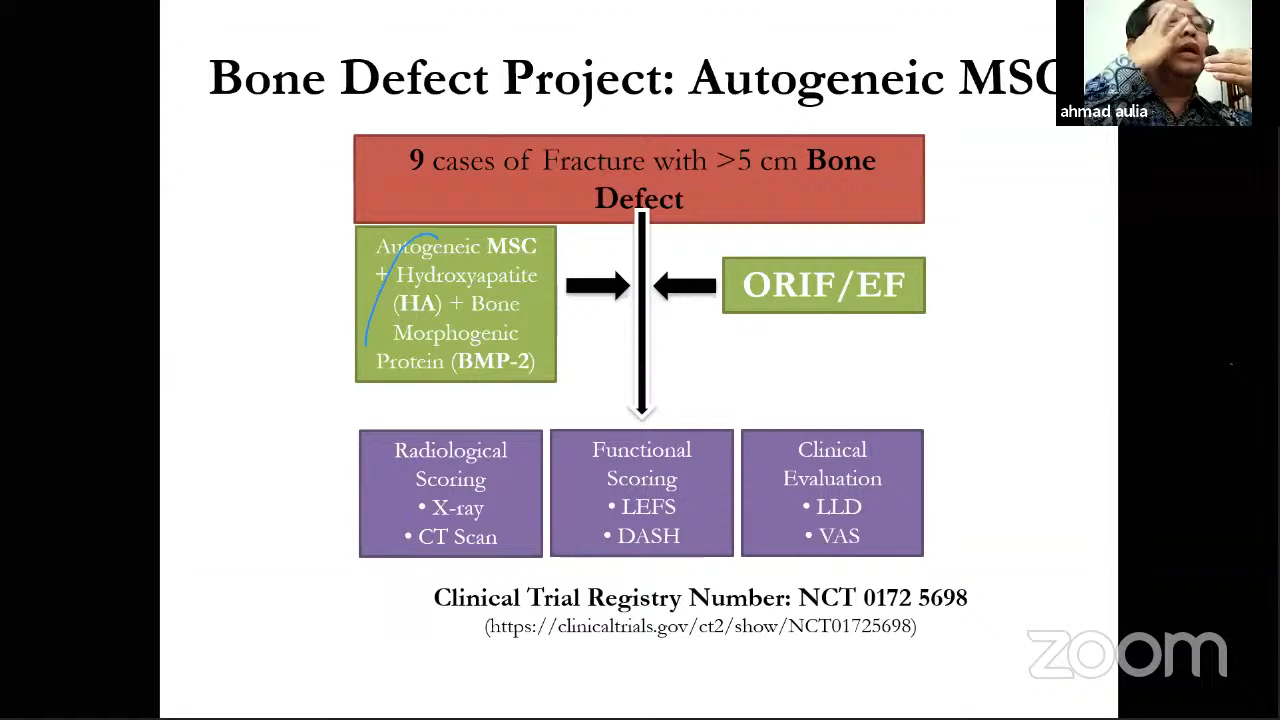 Bone Defect Project: Autogeneic MSC
ahmad aulia
9 cases of Fracture with >5 cm Bone
Defect
Autogeneic MSC
+ Hydroxyapatite
(HA) + Bone
Morphogenic
Protein (BMP-2)
ORIF/EF
Radiological
Scoring
• X-ray
• CT Scan
Functional
Scoring
• LEFS
• DASH
Clinical
Evaluation
• LLD
• VAS
Clinical Trial Registry Number: NCT 0172 5698
(https://clinicaltrials.gov/ct2/show/NCT01725698)
zoom